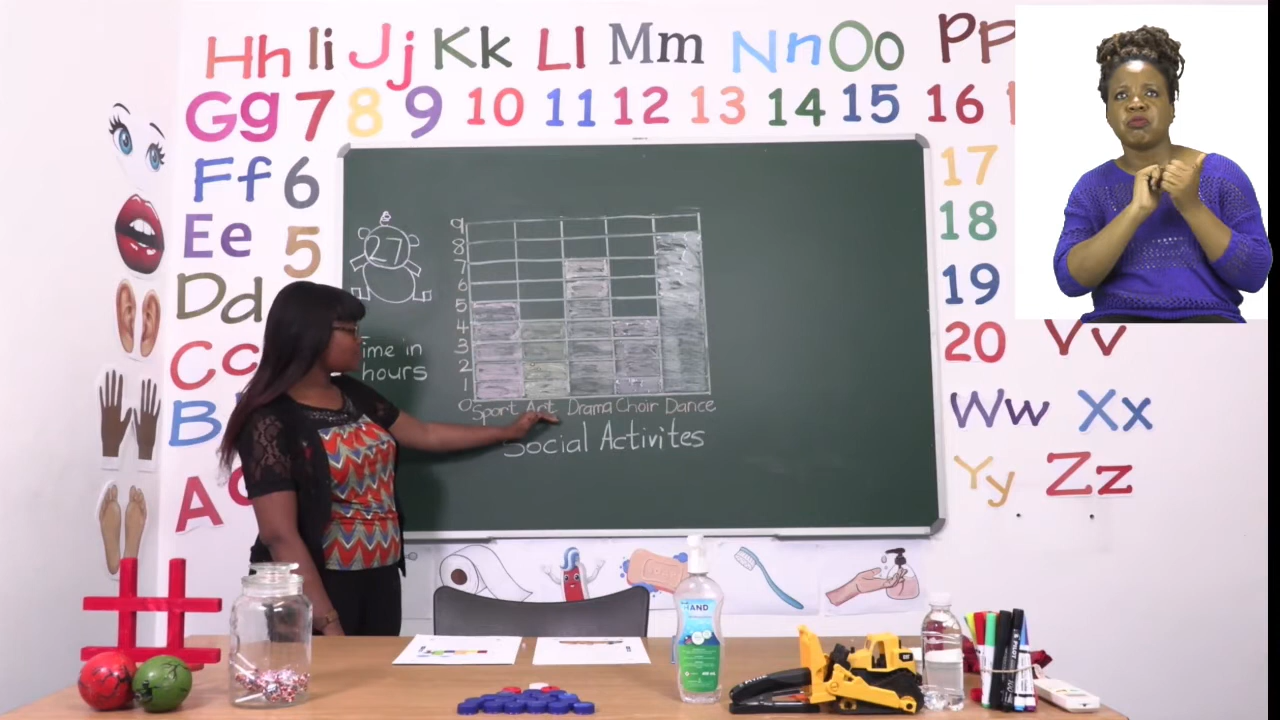 Hh Ii Jj Kk Ll Mm Nn Oo Pp
Gg 7 8 9 10 11 12 13 14 15 16
Ff 6
Ee 5
Dd
Cc
B
A
17
18
19
20 Vv
Ww Xx
Yy Zz
27
9
8
7
6
5
4
3
2
1
0
Time in
hours
Sport Art Drama Choir Dance
Social Activites
HAND
CAT
PILOT